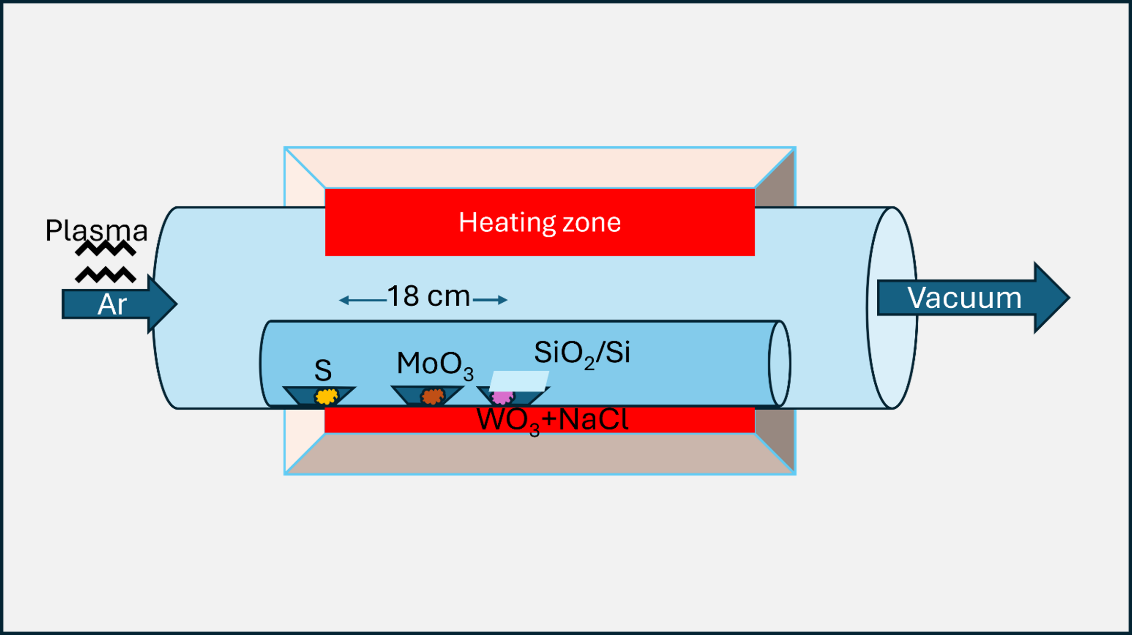 Heating zone
Plasma
Ar
18 cm
Vacuum
S
MoO₃
SiO₂/Si
WO₃+NaCl